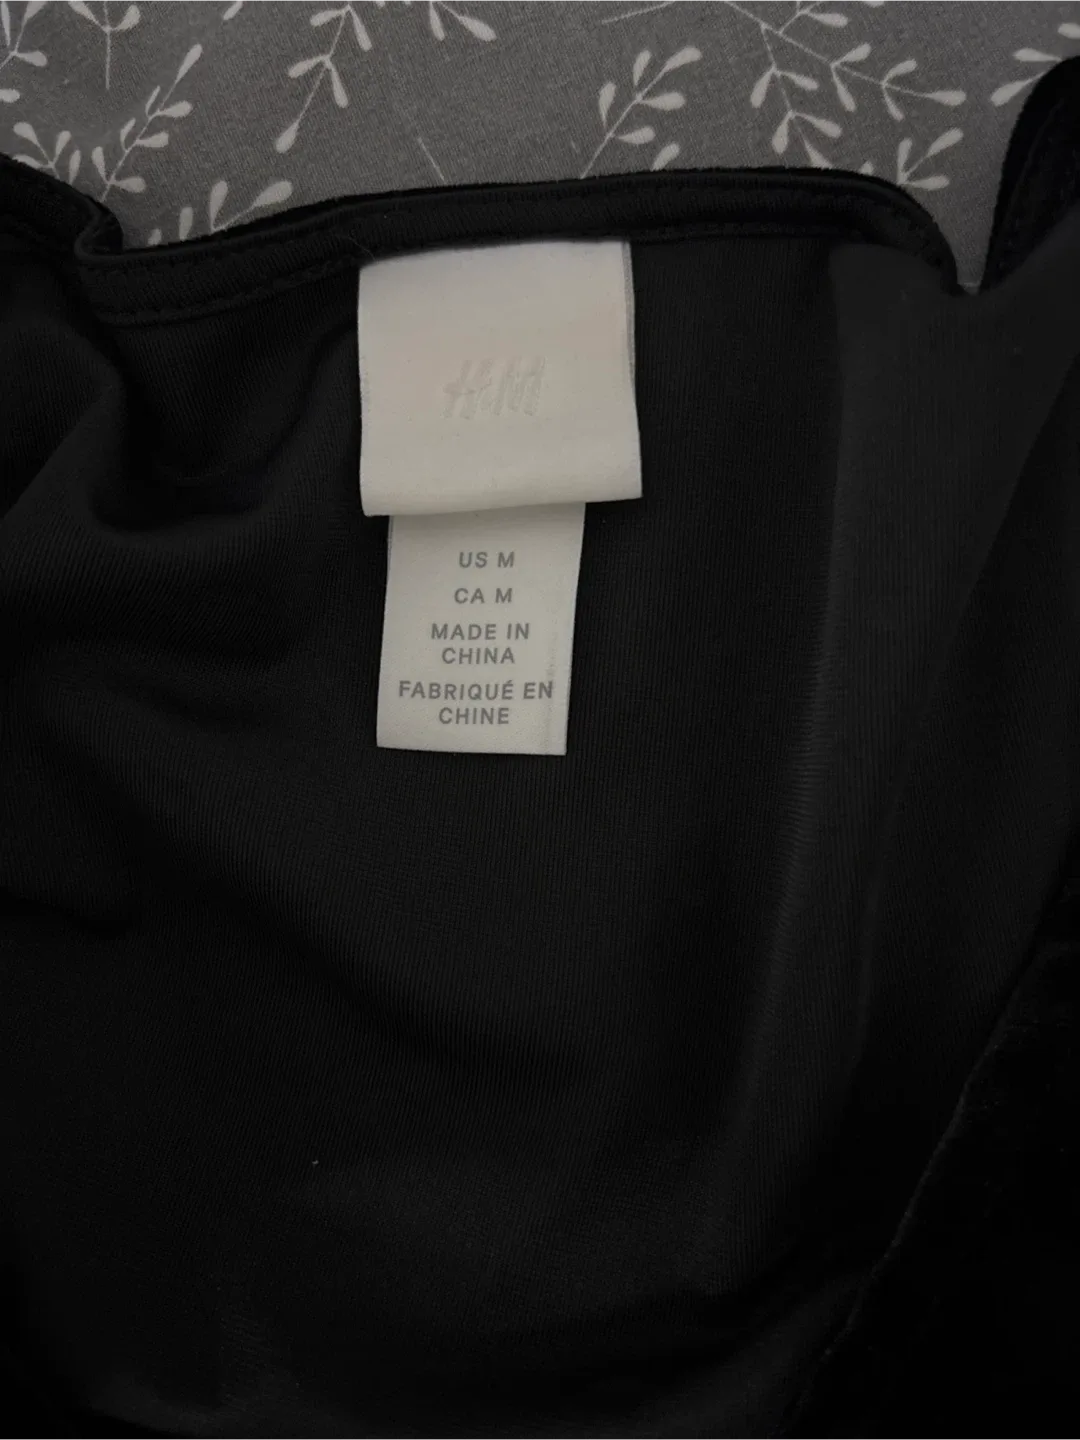 H&M
US M
CA M
MADE IN
CHINA
FABRIQUÉ EN
CHINE